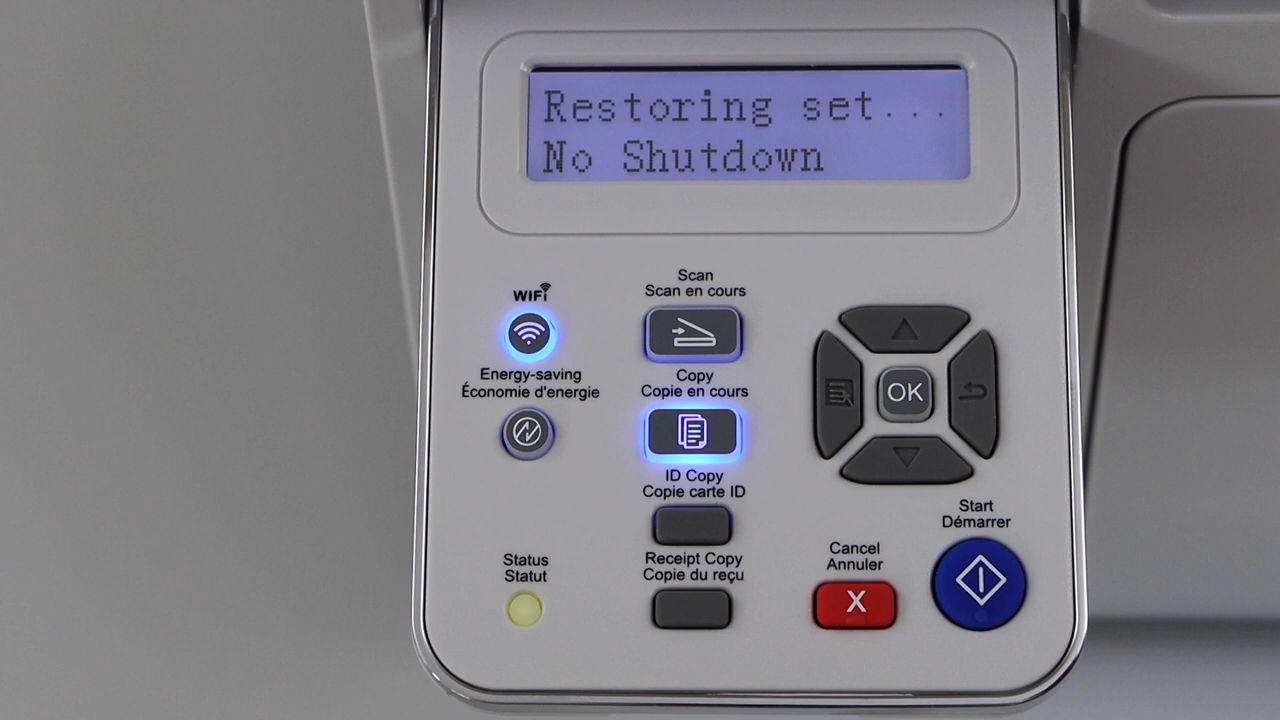 Restoring set...
No Shutdown
WiFi
Energy-saving
Économie d'energie
Status
Statut
Scan
Scan en cours
Copy
Copie en cours
ID Copy
Copie carte ID
Receipt Copy
Copie du reçu
OK
Cancel
Annuler
X
Start
Démarrer